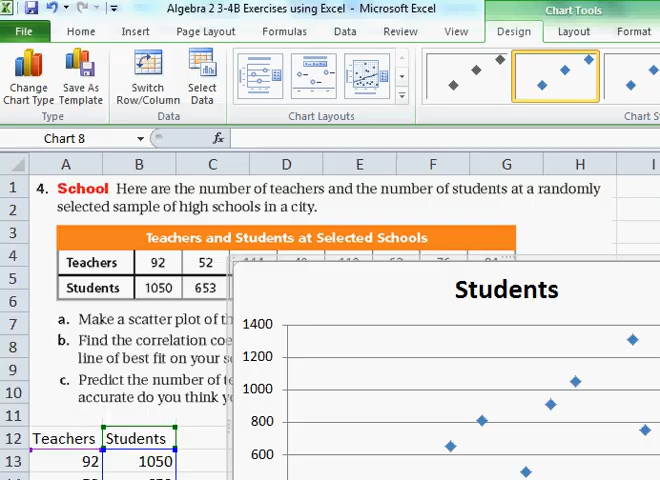 Algebra 2 3-4B Exercises using Excel - Microsoft Excel
Chart Tools
File Home Insert Page Layout Formulas Data Review View Design Layout Format
Change Chart Type
Save As Template
Switch Row/Column
Select Data
Type Data Chart Layouts Chart St
Chart 8 fx
A B C D E F G H I
1 4. School Here are the number of teachers and the number of students at a randomly
2 selected sample of high schools in a city.
3 Teachers and Students at Selected Schools
4 Teachers 92 52
5 Students 1050 653
6
7 a. Make a scatter plot of th
8 b. Find the correlation coe
9 line of best fit on your s
10 c. Predict the number of te
accurate do you think y
11
12 Teachers Students
13 92 1050
14
Students
1400
1200
1000
800
600